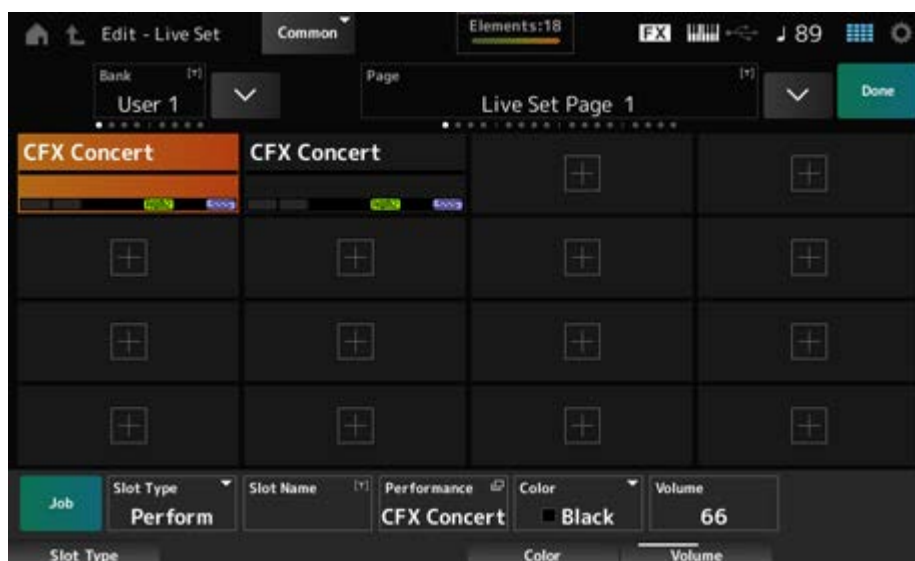 Edit - Live Set
Common
Elements:18
FX
89
Bank
User 1
Page
Live Set Page 1
Done
CFX Concert
CFX Concert
Job
Slot Type
Perform
Slot Name
Performance
CFX Concert
Color
Black
Volume
66
Slot Type
Color
Volume